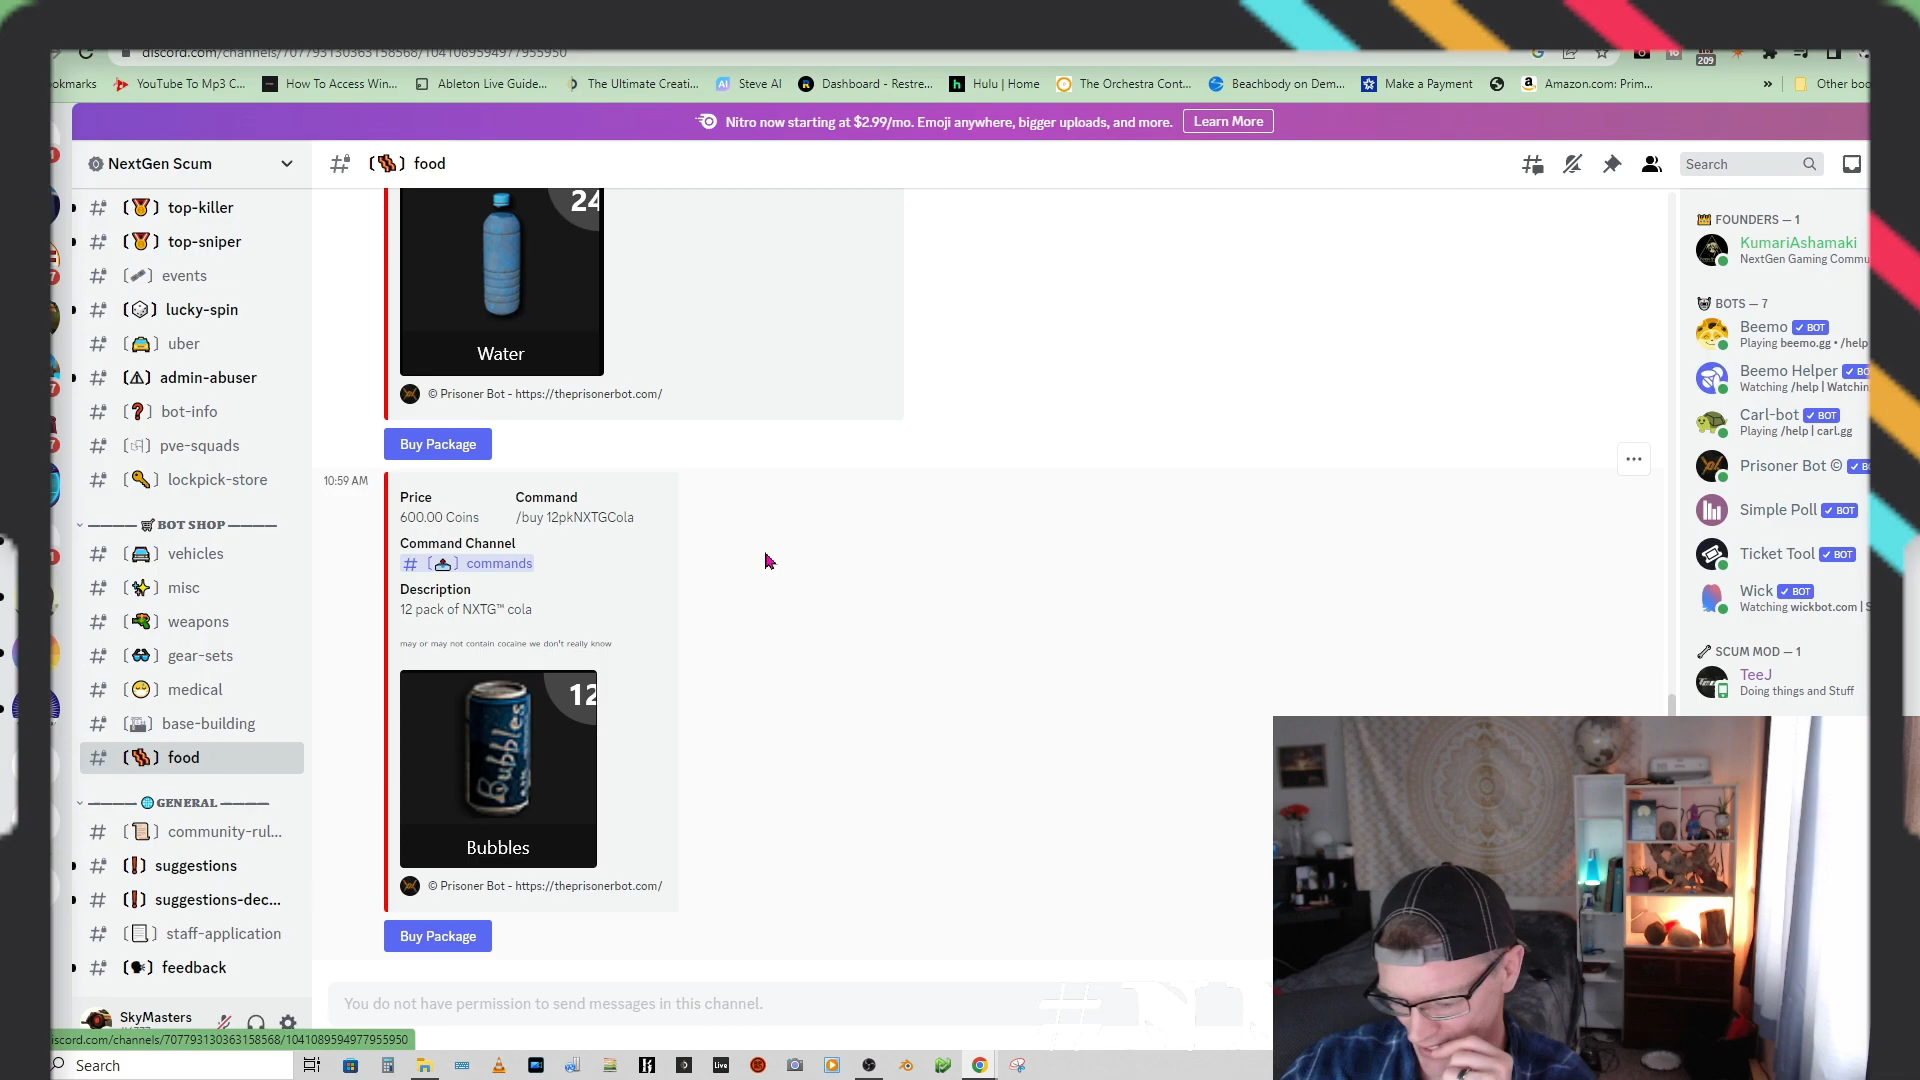 discord.com/channels/707793130363158568/1041089594977955950
209
okmarks
YouTube To Mp3 C...
How To Access Win...
Ableton Live Guide...
The Ultimate Creati...
AI
Steve AI
Dashboard - Restre...
Hulu | Home
The Orchestra Cont...
Beachbody on Dem...
Make a Payment
Amazon.com: Prim...
»
Other boo
Nitro now starting at $2.99/mo. Emoji anywhere, bigger uploads, and more.
Learn More
NextGen Scum
food
Search
top-killer
top-sniper
events
lucky-spin
uber
admin-abuser
bot-info
pve-squads
lockpick-store
BOT SHOP
vehicles
misc
weapons
gear-sets
medical
base-building
food
GENERAL
community-rul...
suggestions
suggestions-dec...
staff-application
feedback
SkyMasters
24
Water
© Prisoner Bot - https://theprisonerbot.com/
Buy Package
10:59 AM
Price
600.00 Coins
Command
/buy 12pkNXTGCola
Command Channel
# commands
Description
12 pack of NXTG™ cola
may or may not contain cocaine we don't really know
12
Bubbles
Bubbles
© Prisoner Bot - https://theprisonerbot.com/
Buy Package
You do not have permission to send messages in this channel.
FOUNDERS — 1
KumariAshamaki
NextGen Gaming Commu
BOTS — 7
Beemo ✓ BOT
Playing beemo.gg • /help
Beemo Helper ✓ BO
Watching /help | Watchin
Carl-bot ✓ BOT
Playing /help | carl.gg
Prisoner Bot © ✓ B
Simple Poll ✓ BOT
Ticket Tool ✓ BOT
Wick ✓ BOT
Watching wickbot.com | S
SCUM MOD — 1
TeeJ
Doing things and Stuff
iscord.com/channels/707793130363158568/1041089594977955950
Search
Live